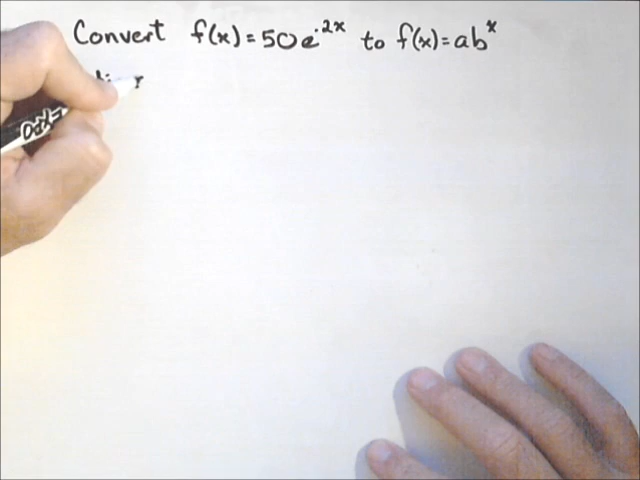 Convert f(x) = 50e^.2x to f(x) = ab^x